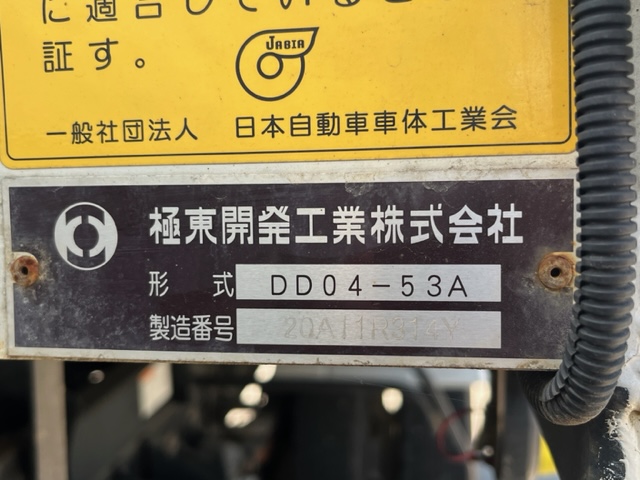 に適合していること
証す。
JABIA
一般社団法人 日本自動車車体工業会
極東開発工業株式会社
形式 DD04-53A
製造番号